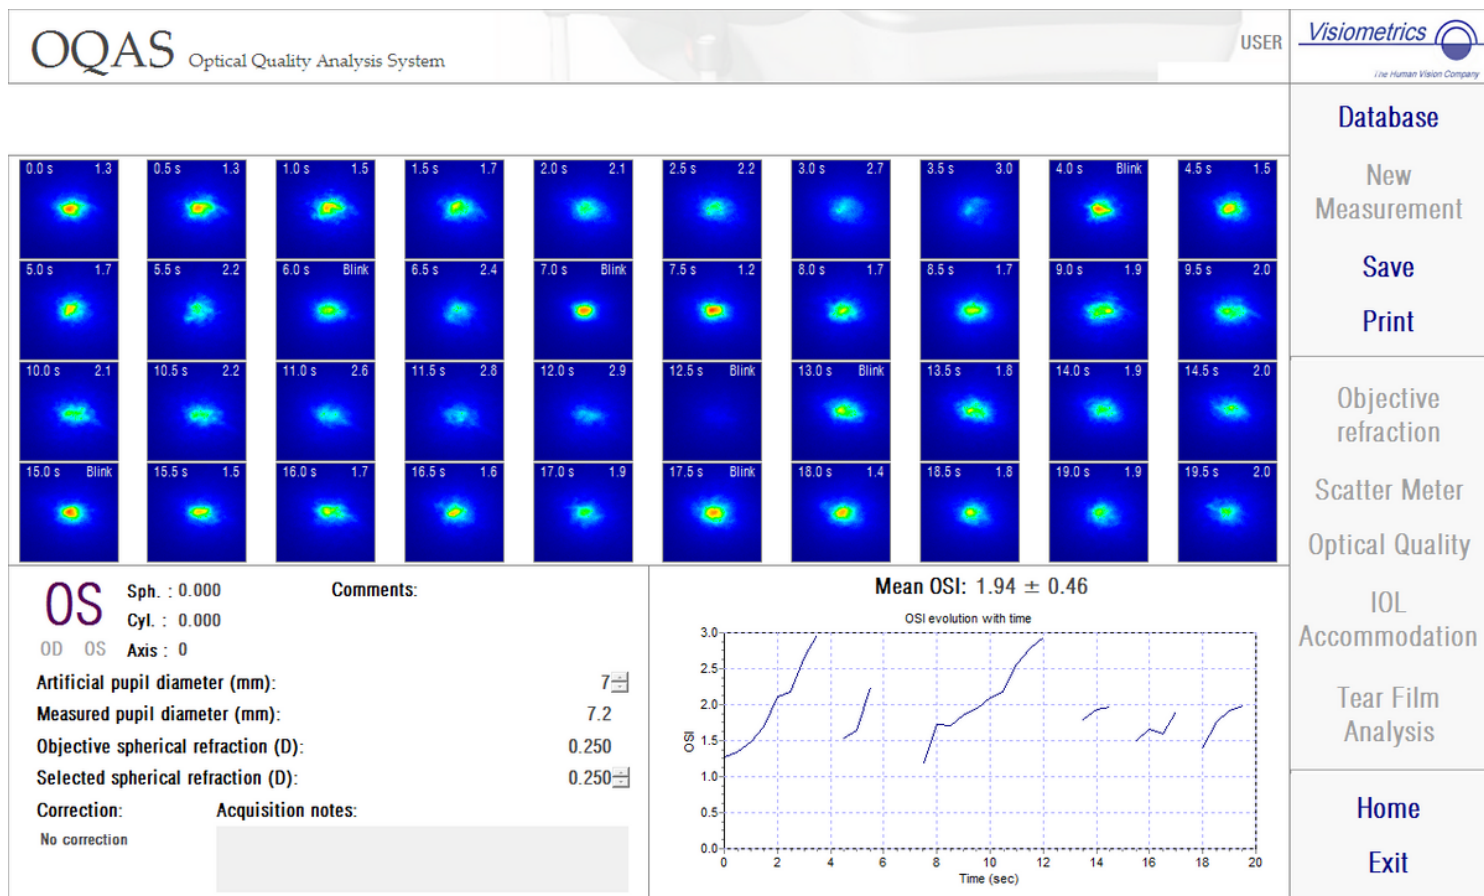 OQAS Optical Quality Analysis System
USER
Visiometrics
The Human Vision Company
Database
New
Measurement
Save
Print
Objective
refraction
Scatter Meter
Optical Quality
IOL
Accommodation
Tear Film
Analysis
Home
Exit
0.0 s 1.3 0.5 s 1.3 1.0 s 1.5 1.5 s 1.7 2.0 s 2.1 2.5 s 2.2 3.0 s 2.7 3.5 s 3.0 4.0 s Blink 4.5 s 1.5
5.0 s 1.7 5.5 s 2.2 6.0 s Blink 6.5 s 2.4 7.0 s Blink 7.5 s 1.2 8.0 s 1.7 8.5 s 1.7 9.0 s 1.9 9.5 s 2.0
10.0 s 2.1 10.5 s 2.2 11.0 s 2.6 11.5 s 2.8 12.0 s 2.9 12.5 s Blink 13.0 s Blink 13.5 s 1.8 14.0 s 1.9 14.5 s 2.0
15.0 s Blink 15.5 s 1.5 16.0 s 1.7 16.5 s 1.6 17.0 s 1.9 17.5 s Blink 18.0 s 1.4 18.5 s 1.8 19.0 s 1.9 19.5 s 2.0
OS
OD OS
Sph. : 0.000
Cyl. : 0.000
Axis : 0
Comments:
Artificial pupil diameter (mm): 7
Measured pupil diameter (mm): 7.2
Objective spherical refraction (D): 0.250
Selected spherical refraction (D): 0.250
Correction: Acquisition notes:
No correction
Mean OSI: 1.94 ± 0.46
OSI evolution with time
OSI
3.0
2.5
2.0
1.5
1.0
0.5
0.0
0 2 4 6 8 10 12 14 16 18 20
Time (sec)